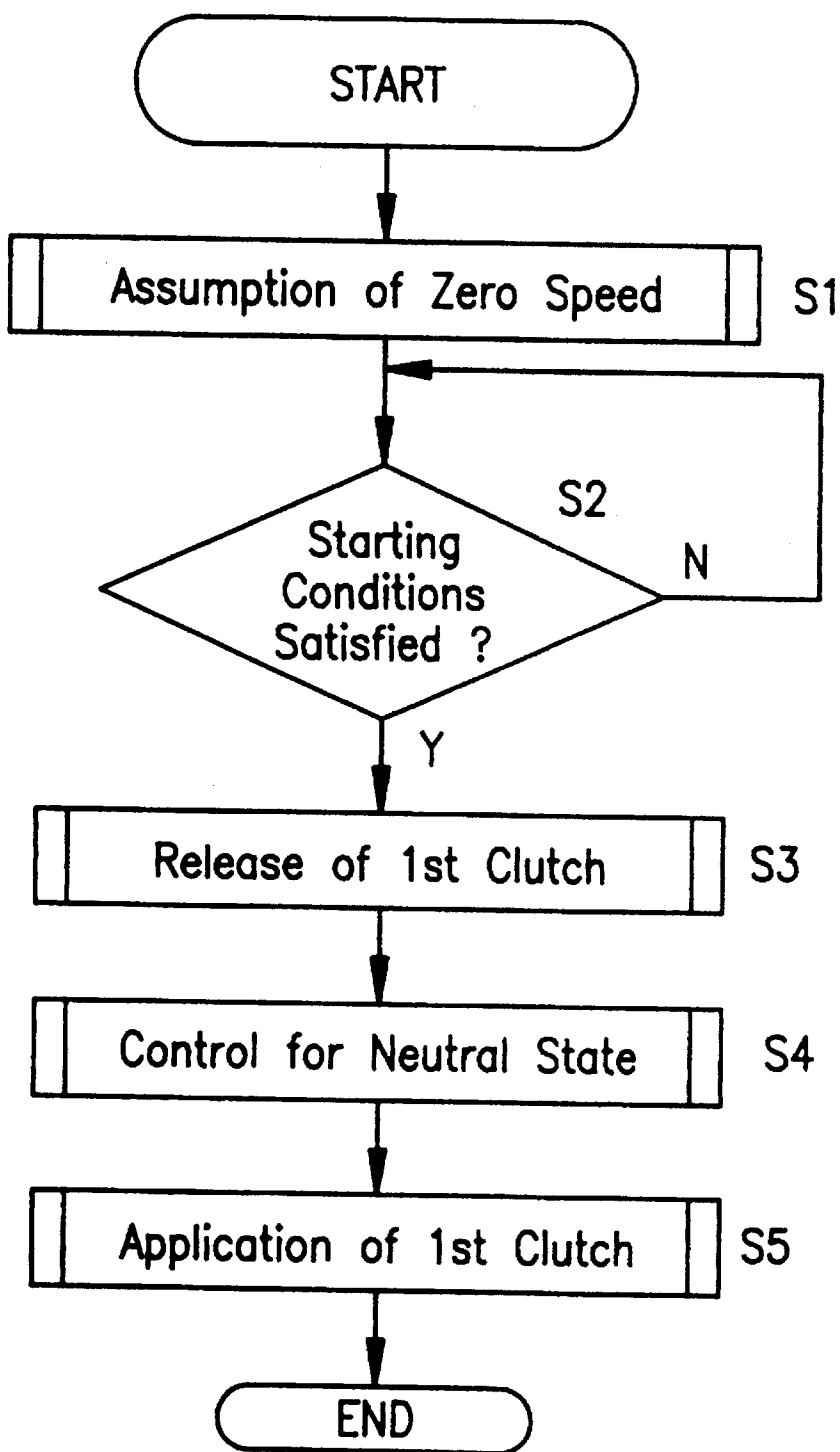 START
Assumption of Zero Speed
S1
S2
Starting
Conditions
Satisfied ?
N
Y
Release of 1st Clutch
S3
Control for Neutral State
S4
Application of 1st Clutch
S5
END